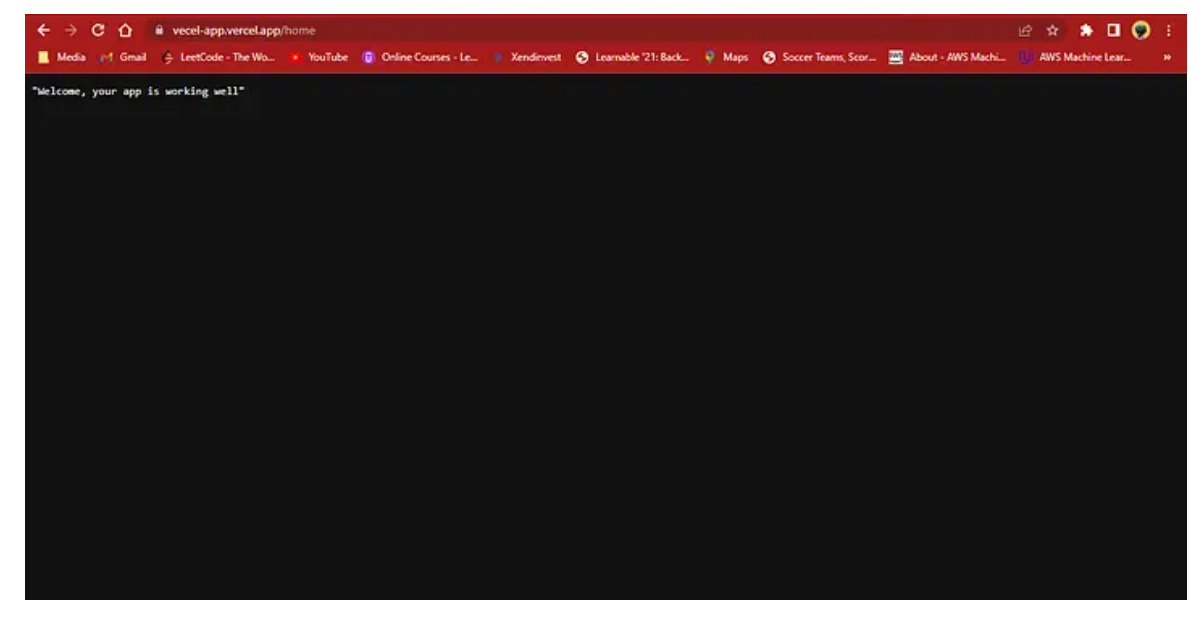 vecel-app.vercel.app/home
Media Gmail LeetCode - The Wo... YouTube Online Courses - Le... Xendinvest Learnable '21: Back... Maps Soccer Teams, Scor... About - AWS Machi... AWS Machine Lear... »
"Welcome, your app is working well"